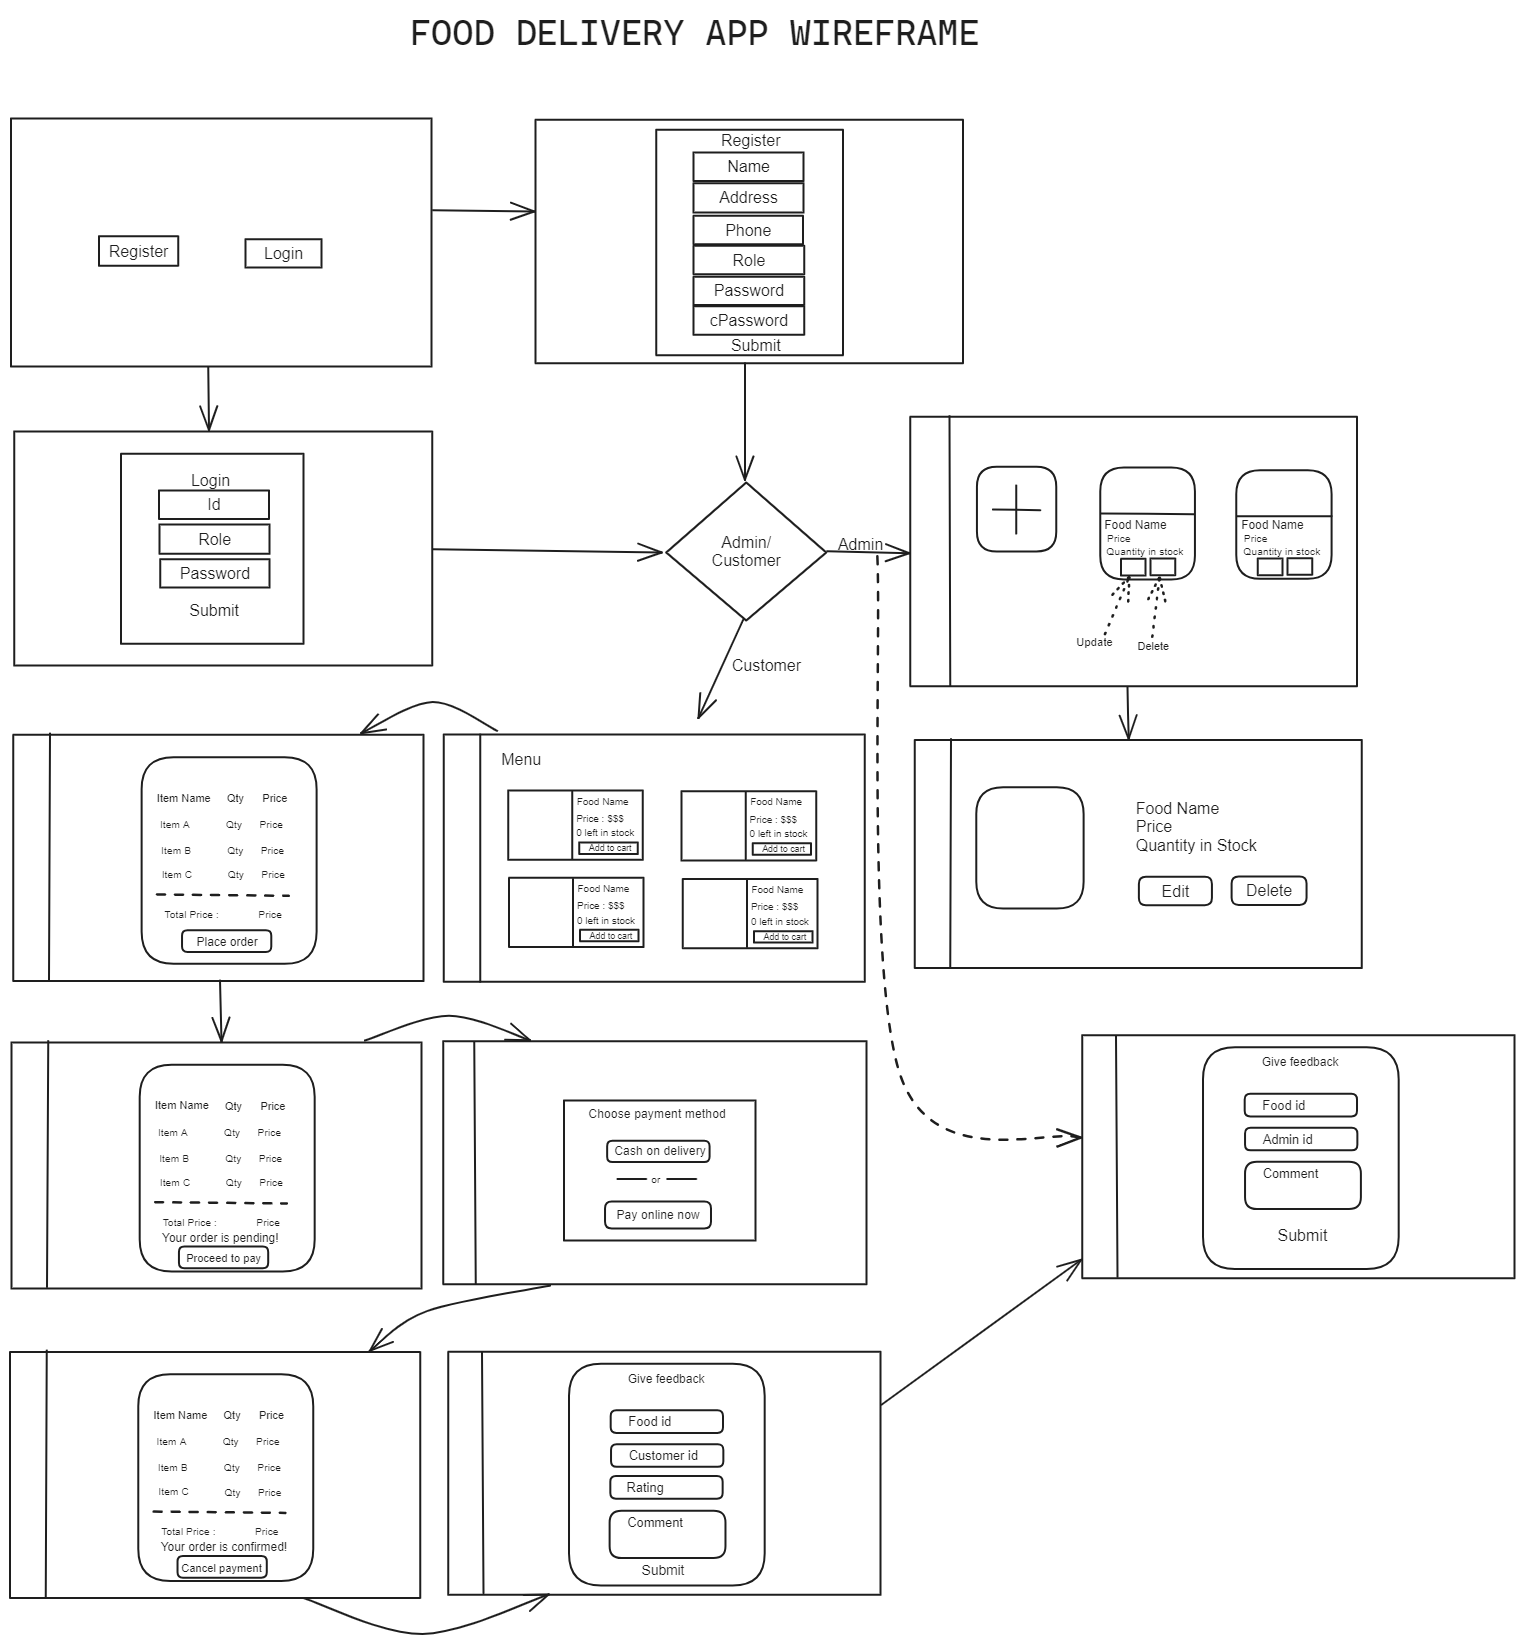 FOOD DELIVERY APP WIREFRAME
Register
Login
Register
Name
Address
Phone
Role
Password
cPassword
Submit
Login
Id
Role
Password
Submit
Admin/
Customer
Admin
Customer
Food Name
Price
Quantity in stock
Food Name
Price
Quantity in stock
Update
Delete
Item Name Qty Price
Item A Qty Price
Item B Qty Price
Item C Qty Price
Total Price : Price
Place order
Menu
Food Name
Price : $$$
0 left in stock
Add to cart
Food Name
Price : $$$
0 left in stock
Add to cart
Food Name
Price : $$$
0 left in stock
Add to cart
Food Name
Price : $$$
0 left in stock
Add to cart
Food Name
Price
Quantity in Stock
Edit
Delete
Item Name Qty Price
Item A Qty Price
Item B Qty Price
Item C Qty Price
Total Price : Price
Your order is pending!
Proceed to pay
Choose payment method
Cash on delivery
or
Pay online now
Give feedback
Food id
Admin id
Comment
Submit
Item Name Qty Price
Item A Qty Price
Item B Qty Price
Item C Qty Price
Total Price : Price
Your order is confirmed!
Cancel payment
Give feedback
Food id
Customer id
Rating
Comment
Submit